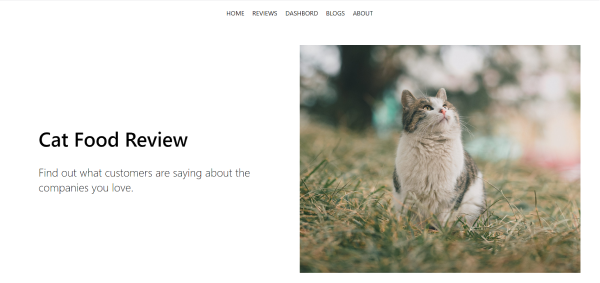 HOME REVIEWS DASHBORD BLOGS ABOUT
Cat Food Review
Find out what customers are saying about the
companies you love.